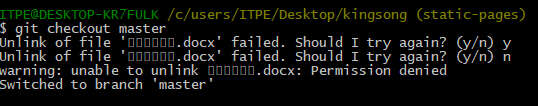 ITPE@DESKTOP-KR7FULK /c/users/ITPE/Desktop/kingsong (static-pages)
$ git checkout master
Unlink of file '□□□□□□.docx' failed. Should I try again? (y/n) y
Unlink of file '□□□□□□.docx' failed. Should I try again? (y/n) n
warning: unable to unlink □□□□□□.docx: Permission denied
Switched to branch 'master'